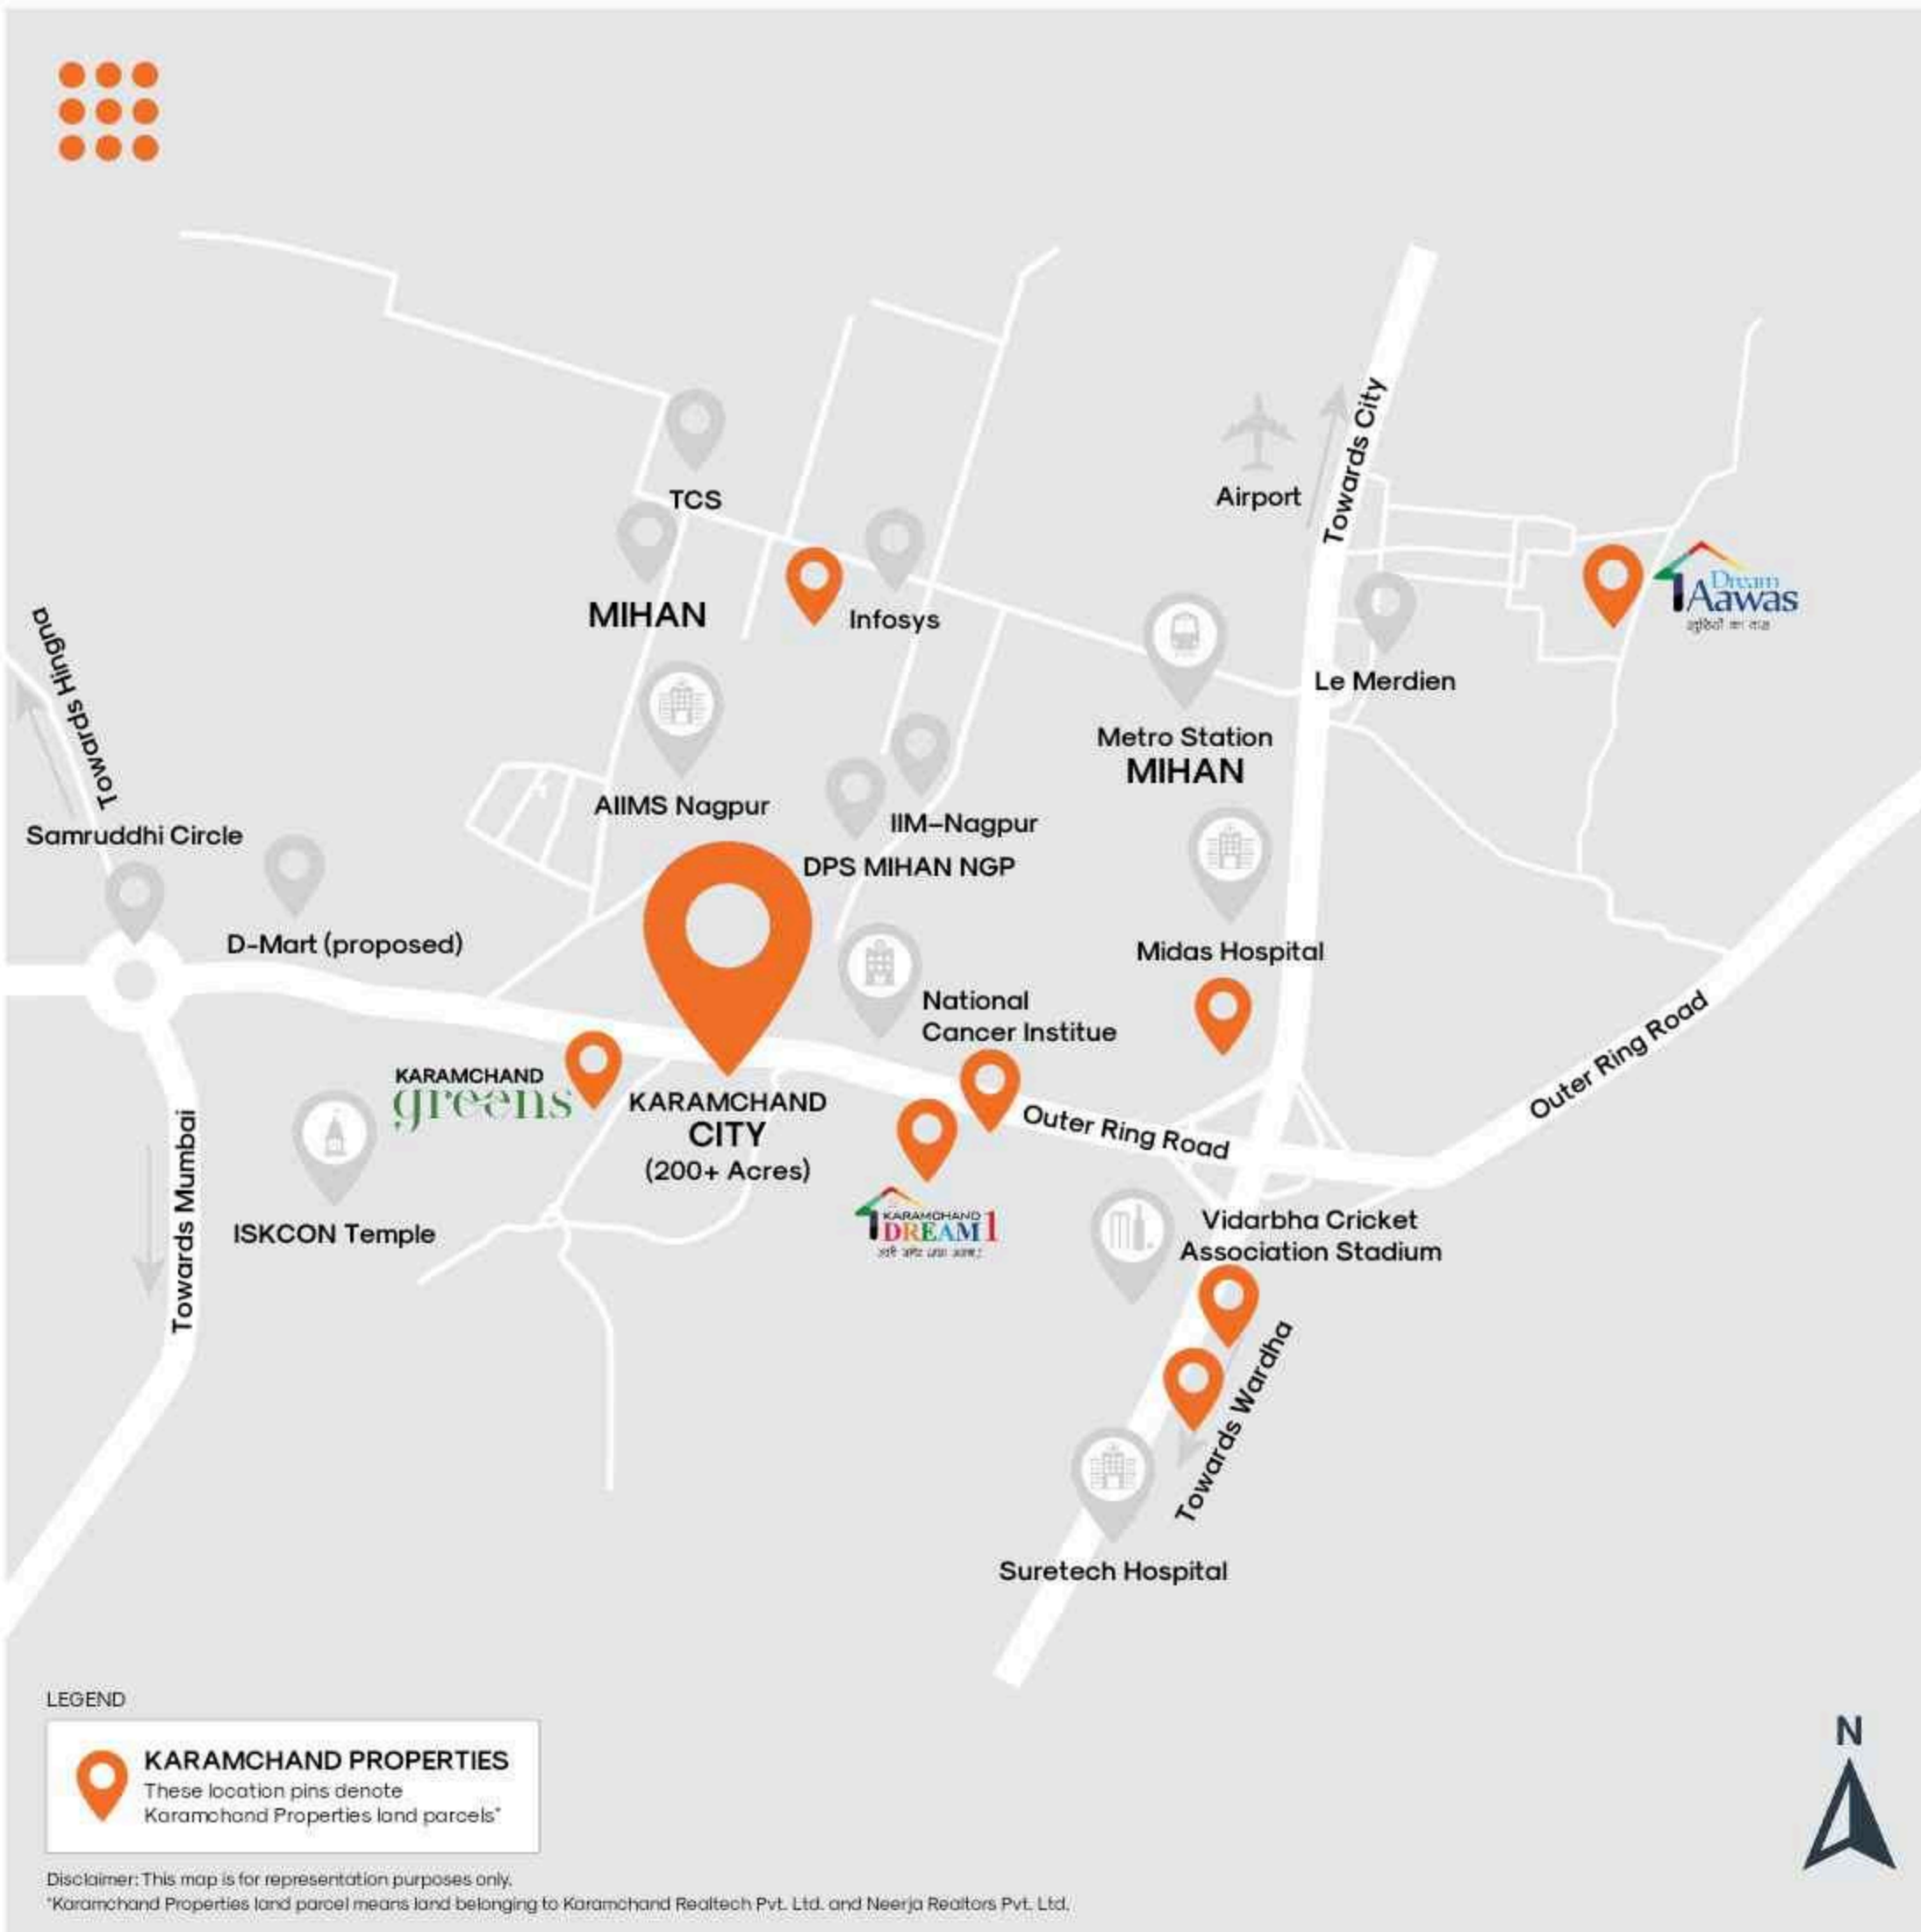 TCS
Airport
Towards City
Dream
Aawas
MIHAN
Infosys
Le Merdien
Towards Hingna
Metro Station
MIHAN
AIIMS Nagpur
IIM-Nagpur
DPS MIHAN NGP
Samruddhi Circle
D-Mart (proposed)
Midas Hospital
National
Cancer Institue
Outer Ring Road
KARAMCHAND
greens
KARAMCHAND
CITY
(200+ Acres)
Outer Ring Road
Towards Mumbai
ISKCON Temple
KARAMCHAND
DREAM 1
Vidarbha Cricket
Association Stadium
Towards Wardha
Suretech Hospital
LEGEND
KARAMCHAND PROPERTIES
These location pins denote
Karamchand Properties land parcels*
N
Disclaimer: This map is for representation purposes only.
*Karamchand Properties land parcel means land belonging to Karamchand Realtech Pvt. Ltd. and Neerja Realtors Pvt. Ltd.